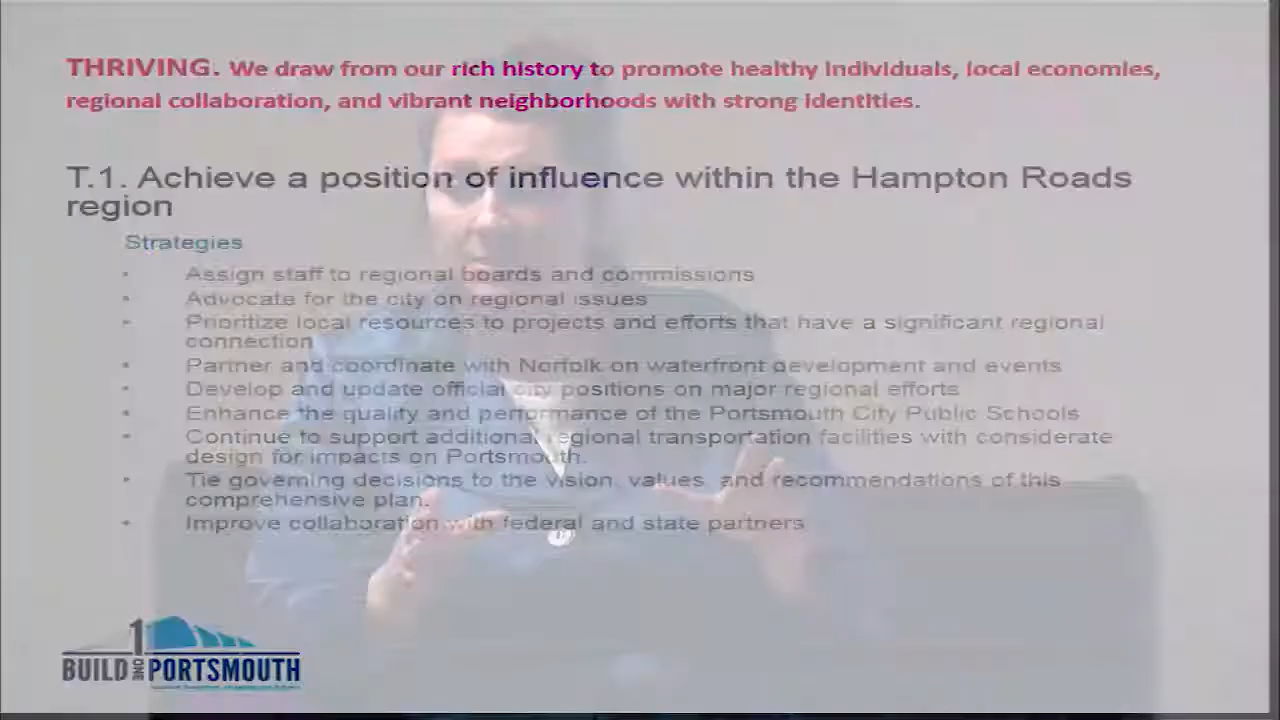 THRIVING. We draw from our rich history to promote healthy individuals, local economies,
regional collaboration, and vibrant neighborhoods with strong identities.
T.1. Achieve a position of influence within the Hampton Roads
region
Strategies
• Assign staff to regional boards and commissions
• Advocate for the city on regional issues
• Prioritize local resources to projects and efforts that have a significant regional
connection
• Partner and coordinate with Norfolk on waterfront development and events
• Develop and update official city positions on major regional efforts
• Enhance the quality and performance of the Portsmouth City Public Schools
• Continue to support additional regional transportation facilities with considerate
design for impacts on Portsmouth.
• Tie governing decisions to the vision, values, and recommendations of this
comprehensive plan.
• Improve collaboration with federal and state partners
BUILD 1 ONE PORTSMOUTH